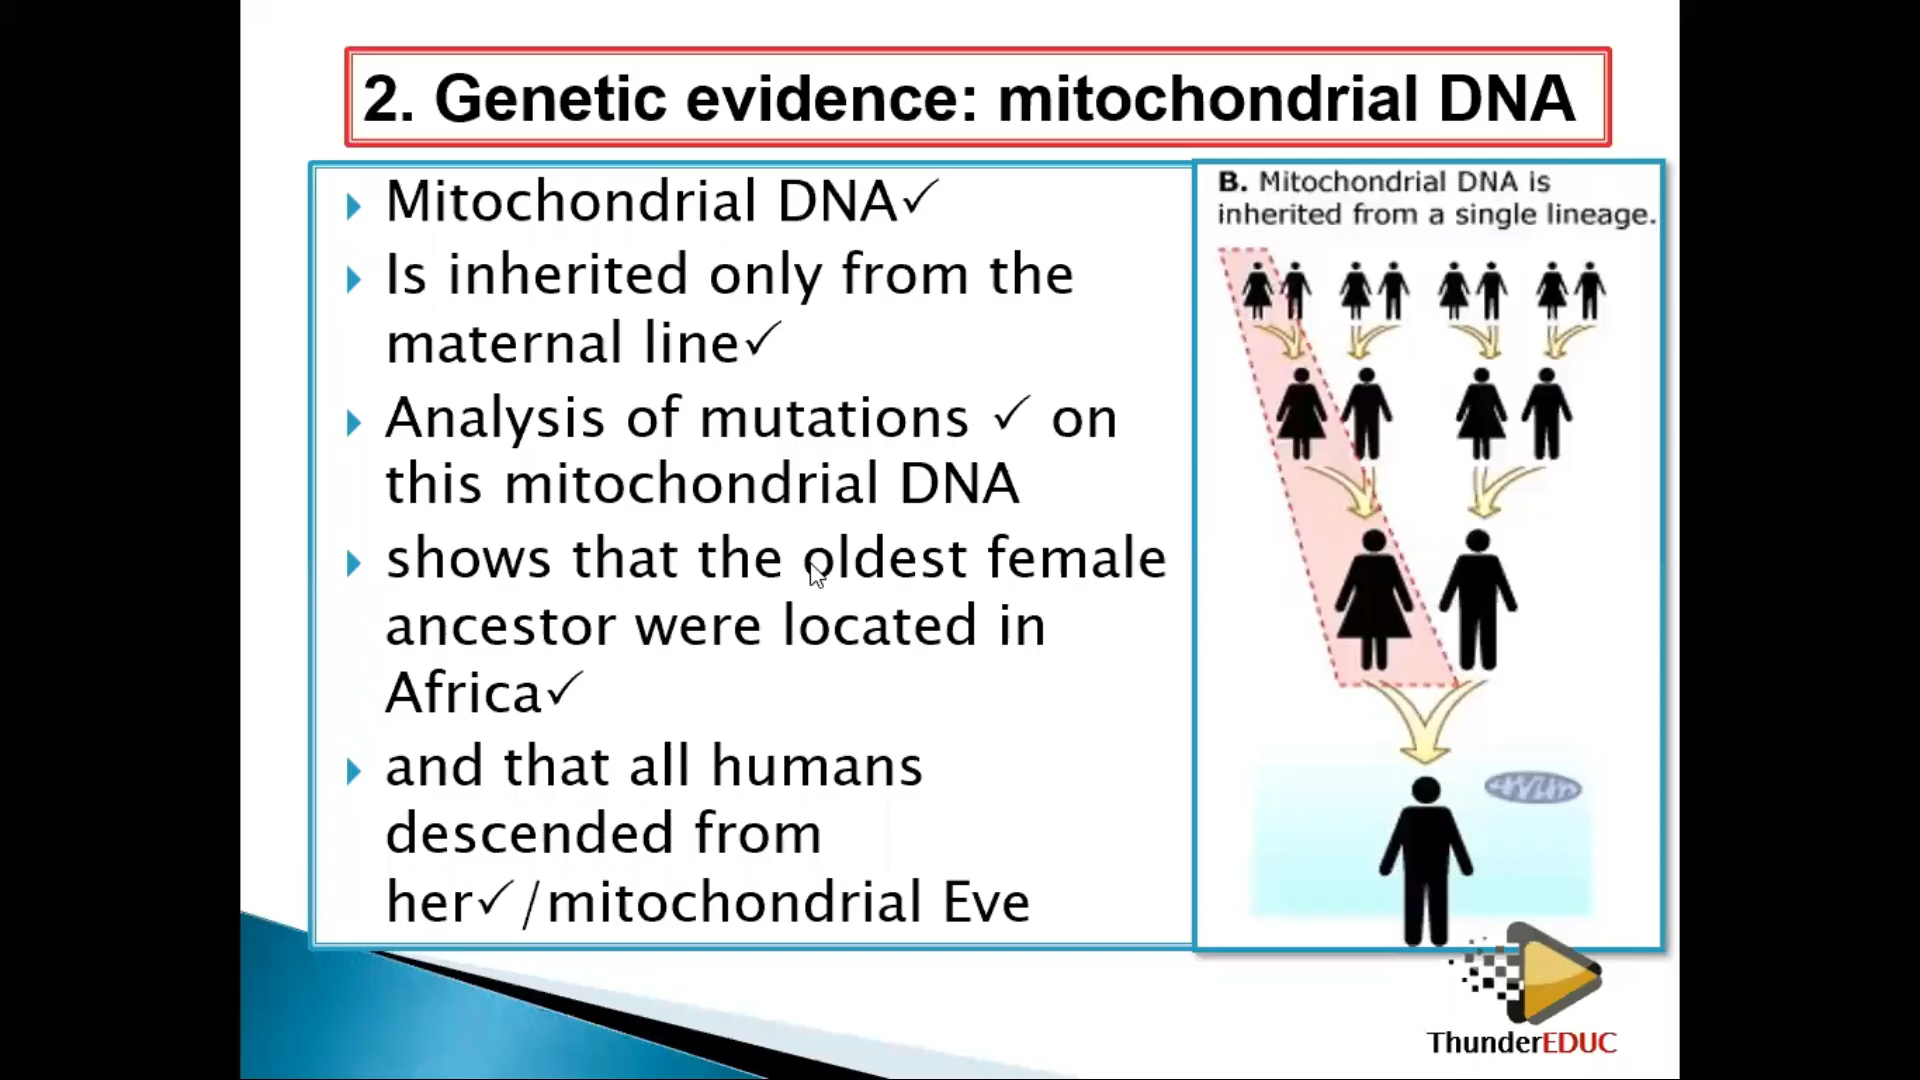 2. Genetic evidence: mitochondrial DNA
Mitochondrial DNA✓
Is inherited only from the
maternal line✓
Analysis of mutations ✓ on
this mitochondrial DNA
shows that the oldest female
ancestor were located in
Africa✓
and that all humans
descended from
her✓/mitochondrial Eve
B. Mitochondrial DNA is
inherited from a single lineage.
ThunderEDUC